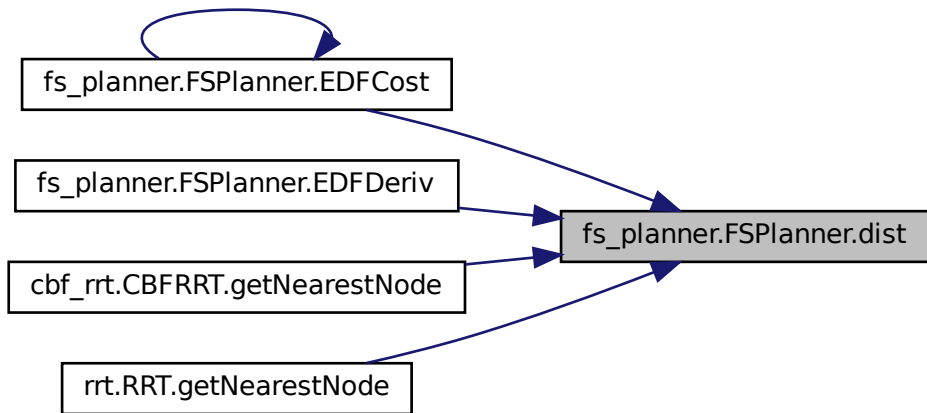 fs_planner.FSPlanner.EDFCost
fs_planner.FSPlanner.EDFDeriv
fs_planner.FSPlanner.dist
cbf_rrt.CBFRRT.getNearestNode
rrt.RRT.getNearestNode